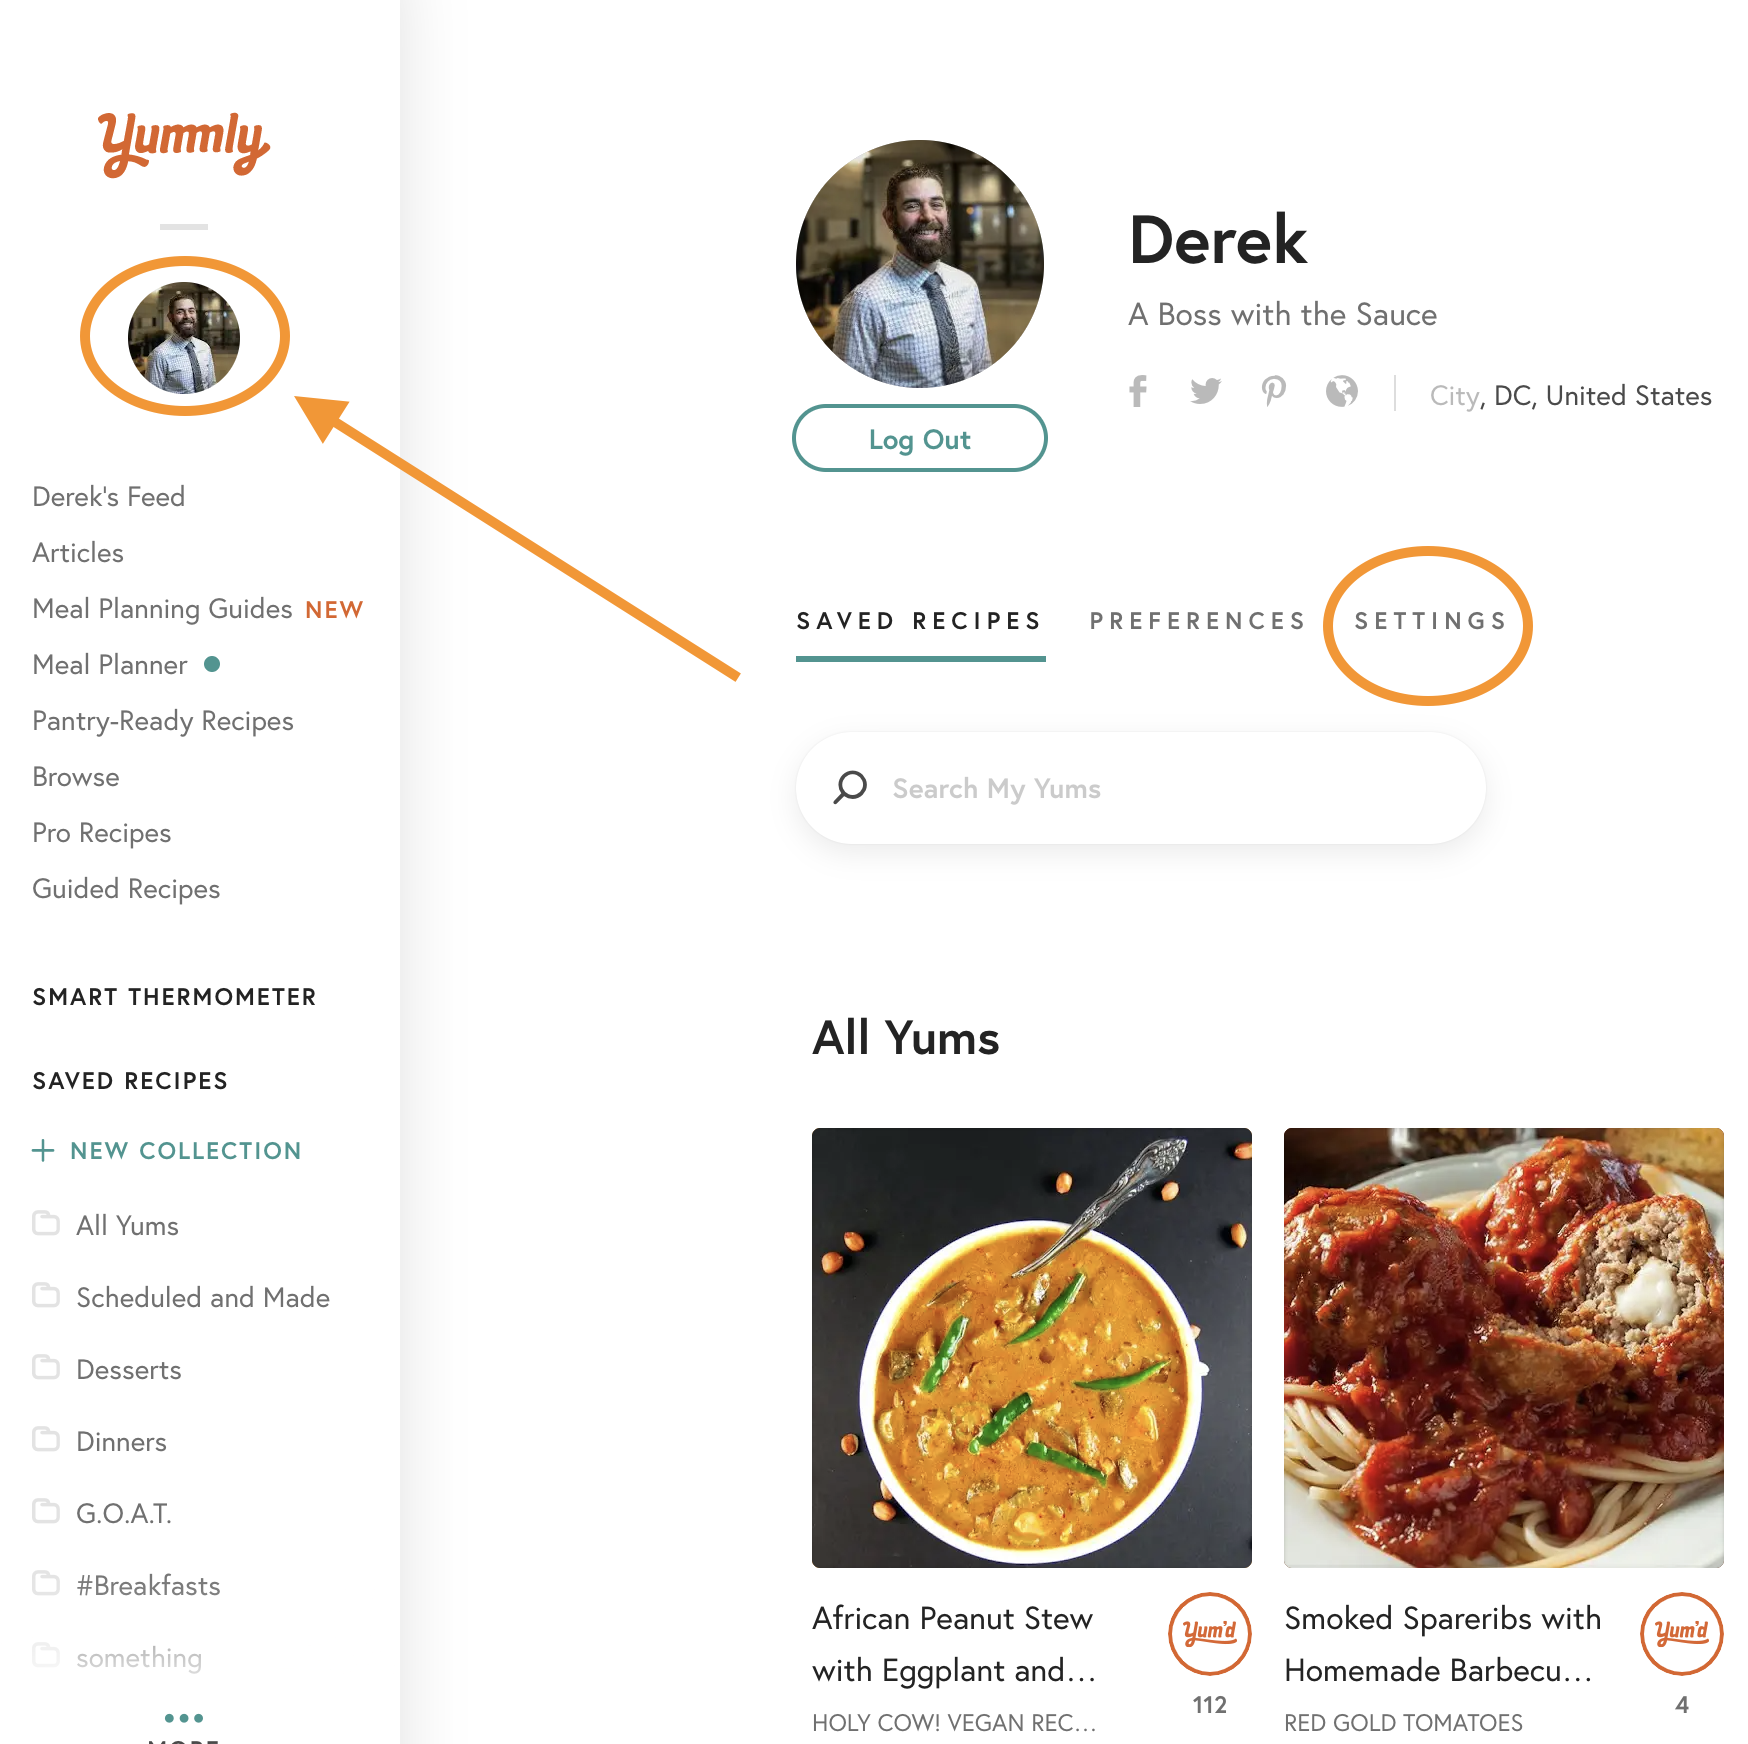 Yummly
Derek's Feed
Articles
Meal Planning Guides NEW
Meal Planner
Pantry-Ready Recipes
Browse
Pro Recipes
Guided Recipes
SMART THERMOMETER
SAVED RECIPES
+ NEW COLLECTION
All Yums
Scheduled and Made
Desserts
Dinners
G.O.A.T.
#Breakfasts
something
MORE
Derek
A Boss with the Sauce
City, DC, United States
Log Out
SAVED RECIPES PREFERENCES SETTINGS
Search My Yums
All Yums
African Peanut Stew
with Eggplant and...
HOLY COW! VEGAN REC...
Yum'd
112
Smoked Spareribs with
Homemade Barbecu...
RED GOLD TOMATOES
Yum'd
4